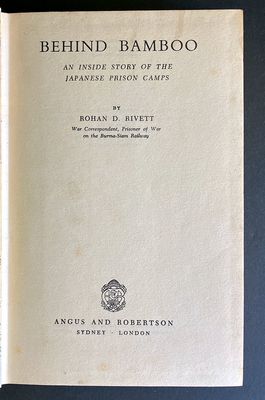 BEHIND BAMBOO
AN INSIDE STORY OF THE
JAPANESE PRISON CAMPS
BY
ROHAN D. RIVETT
War Correspondent, Prisoner of War
on the Burma-Siam Railway
ANGUS AND ROBERTSON
SYDNEY - LONDON